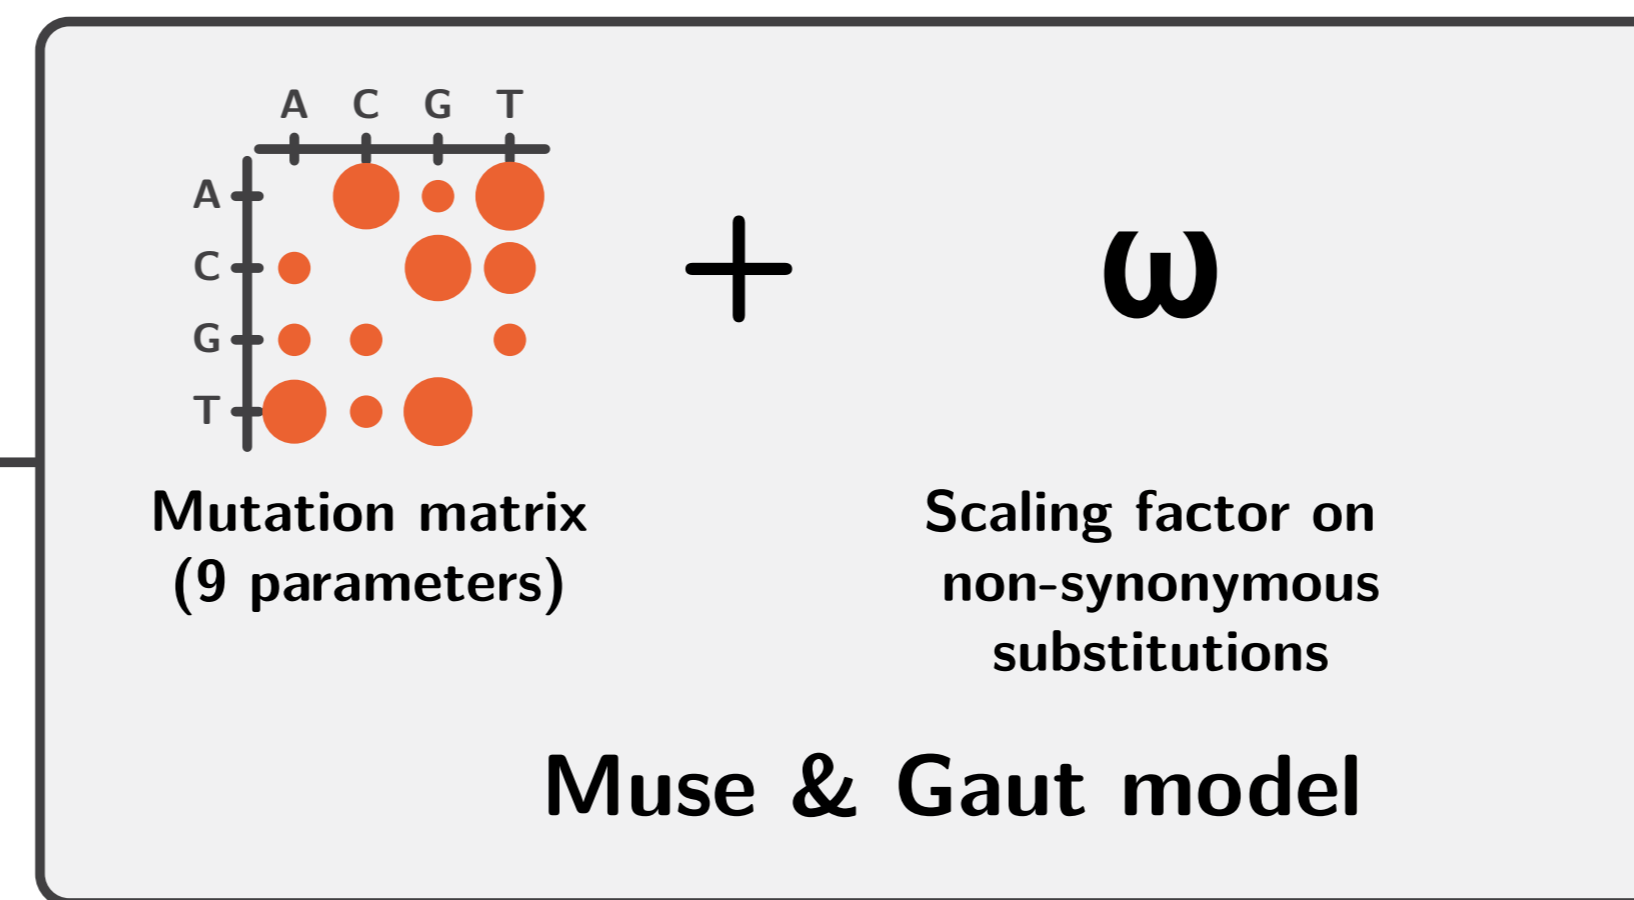 A C G T
A
C
G
T
+
ω
Mutation matrix
(9 parameters)
Scaling factor on
non-synonymous
substitutions
Muse & Gaut model